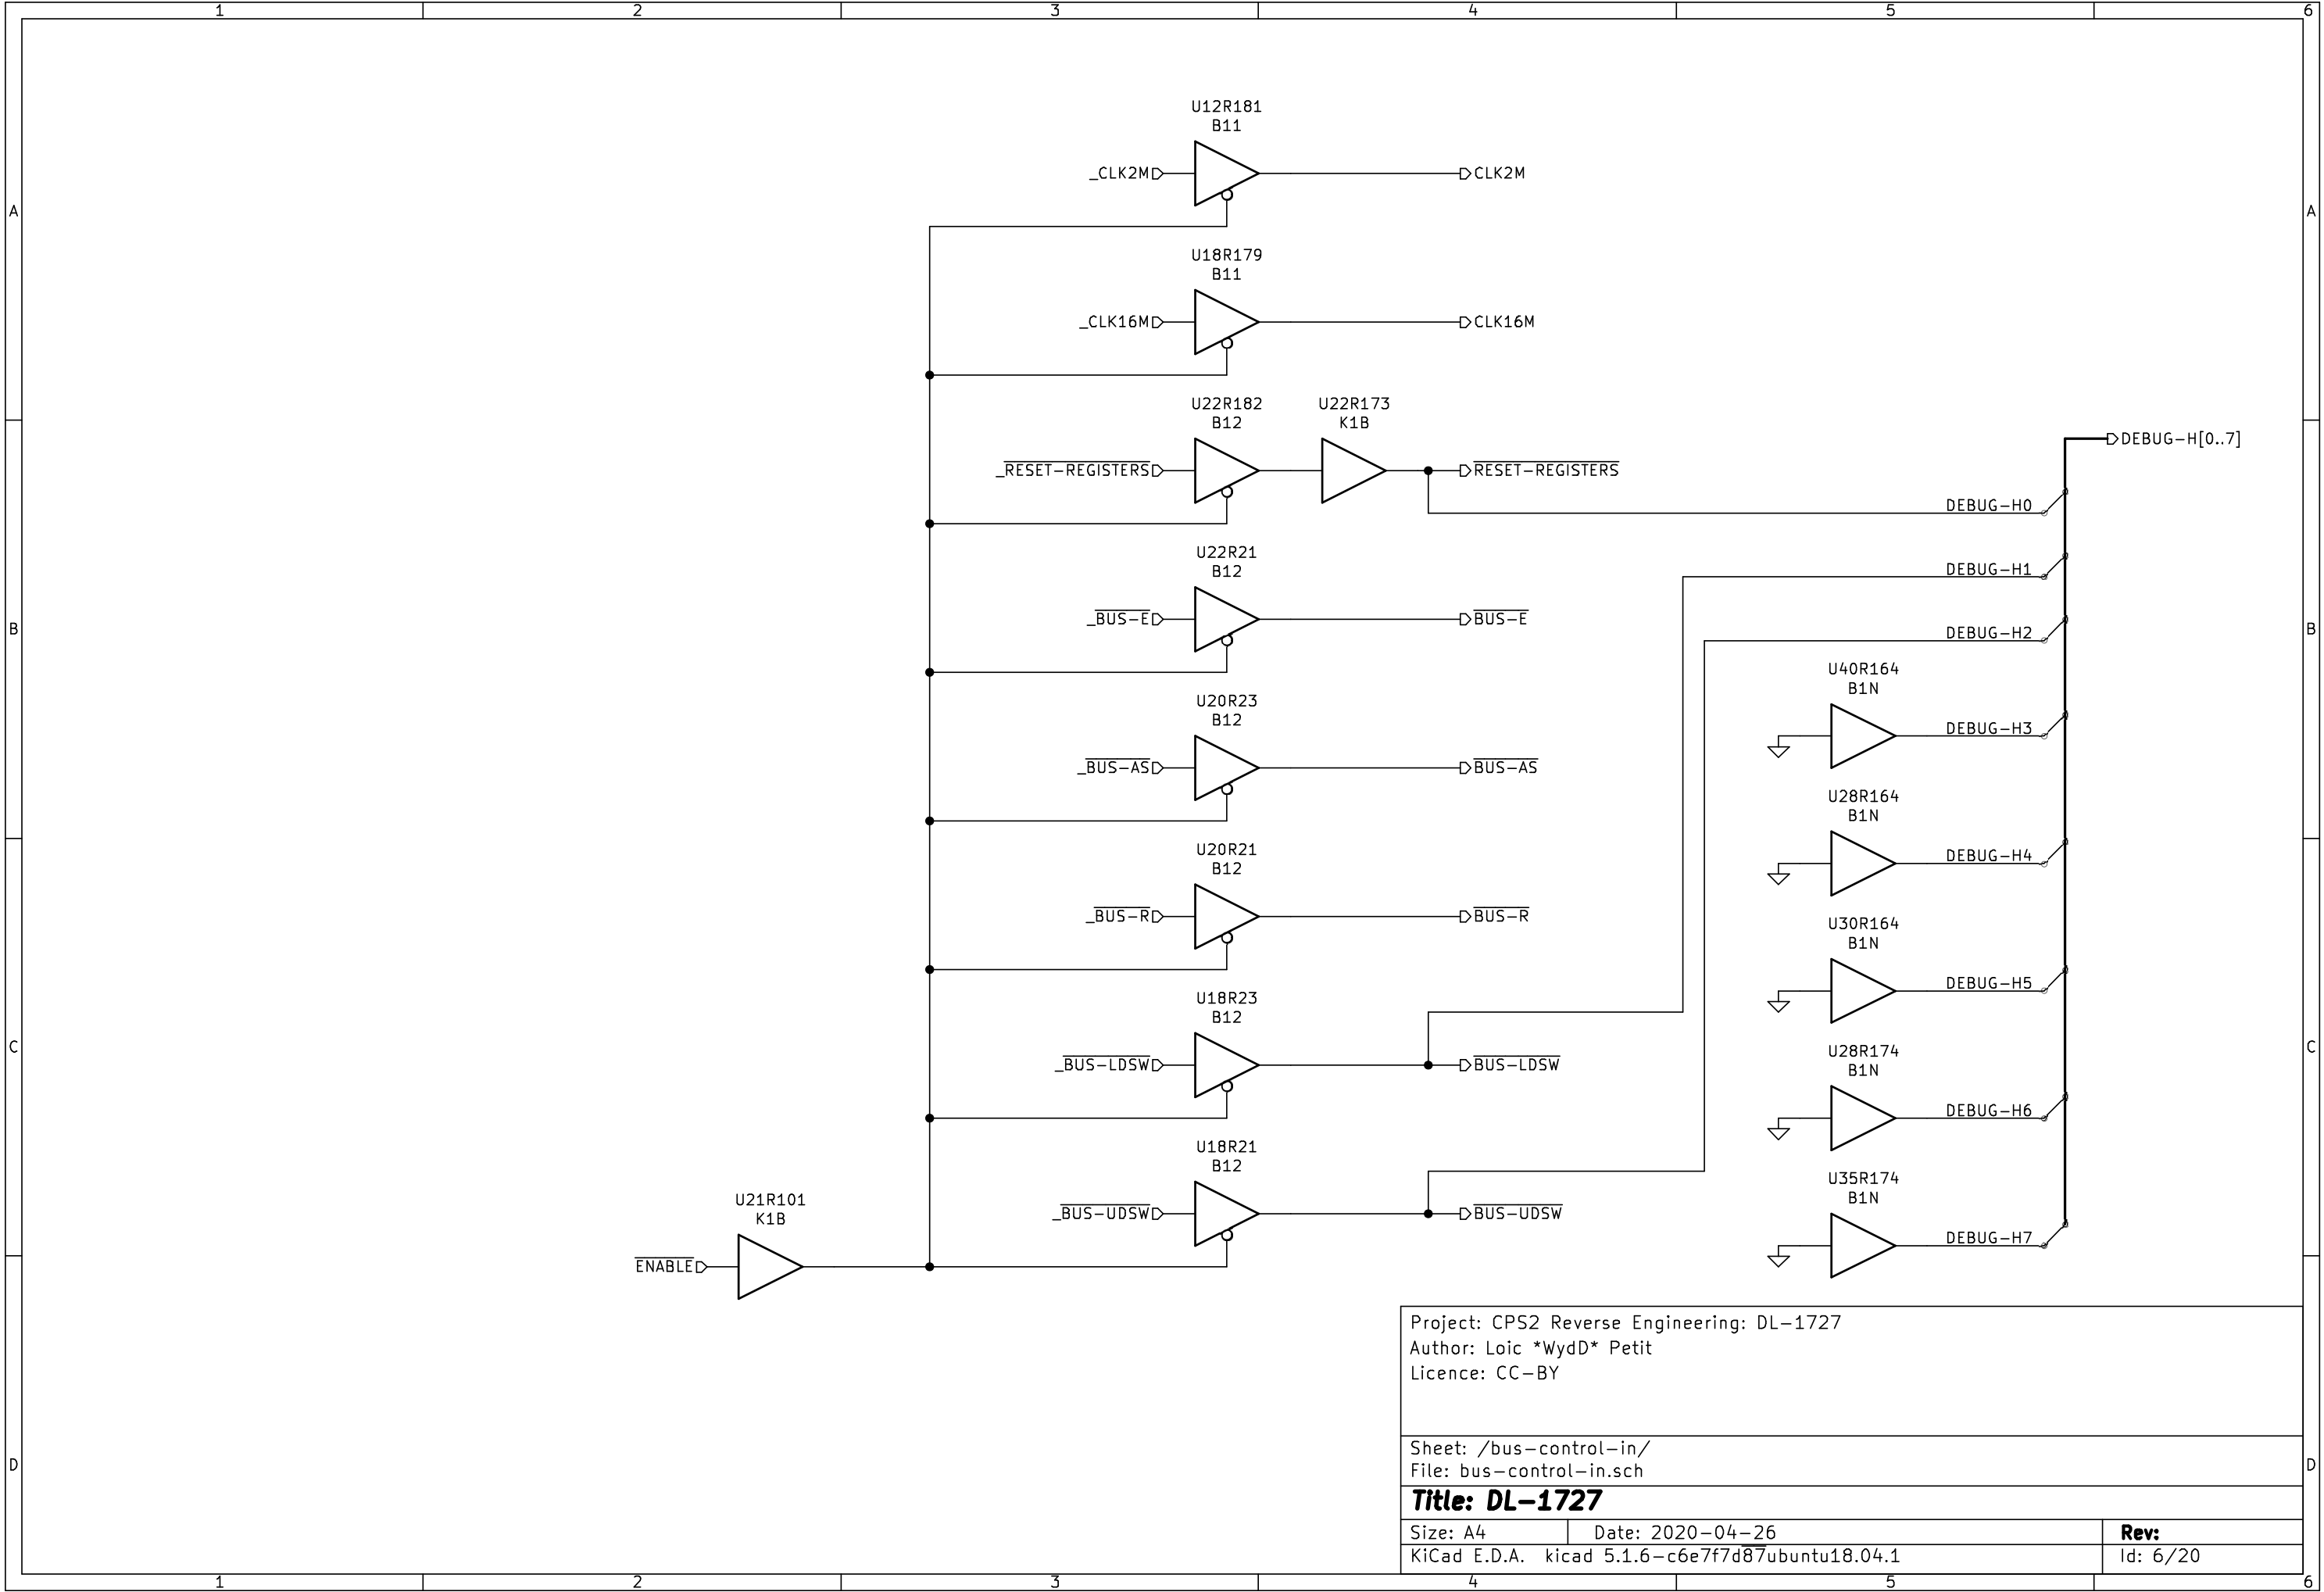 1 2 3 4 5 6
A A
B B
C C
D D
U12R181
B11
_CLK2M CLK2M
U18R179
B11
_CLK16M CLK16M
U22R182 U22R173
B12 K1B
_RESET-REGISTERS RESET-REGISTERS
U22R21
B12
_BUS-E BUS-E
U20R23
B12
_BUS-AS BUS-AS
U20R21
B12
_BUS-R BUS-R
U18R23
B12
_BUS-LDSW BUS-LDSW
U18R21
B12
_BUS-UDSW BUS-UDSW
U21R101
K1B
ENABLE
DEBUG-H[0..7]
DEBUG-H0
DEBUG-H1
DEBUG-H2
U40R164
B1N
DEBUG-H3
U28R164
B1N
DEBUG-H4
U30R164
B1N
DEBUG-H5
U28R174
B1N
DEBUG-H6
U35R174
B1N
DEBUG-H7
Project: CPS2 Reverse Engineering: DL-1727
Author: Loic *WydD* Petit
Licence: CC-BY
Sheet: /bus-control-in/
File: bus-control-in.sch
Title: DL-1727
Size: A4 Date: 2020-04-26 Rev:
KiCad E.D.A. kicad 5.1.6-c6e7f7d87ubuntu18.04.1 Id: 6/20
1 2 3 4 5 6